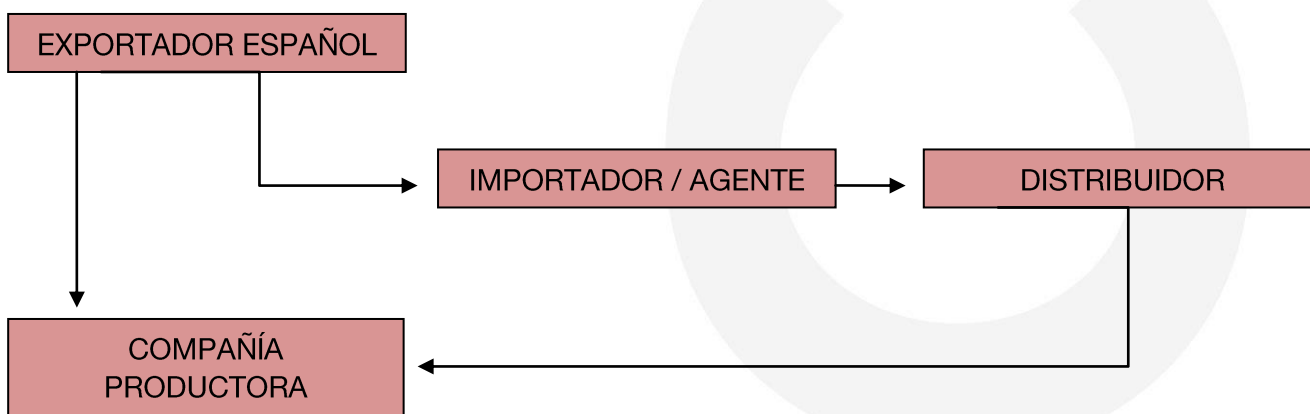 EXPORTADOR ESPAÑOL
IMPORTADOR / AGENTE
DISTRIBUIDOR
COMPAÑÍA
PRODUCTORA